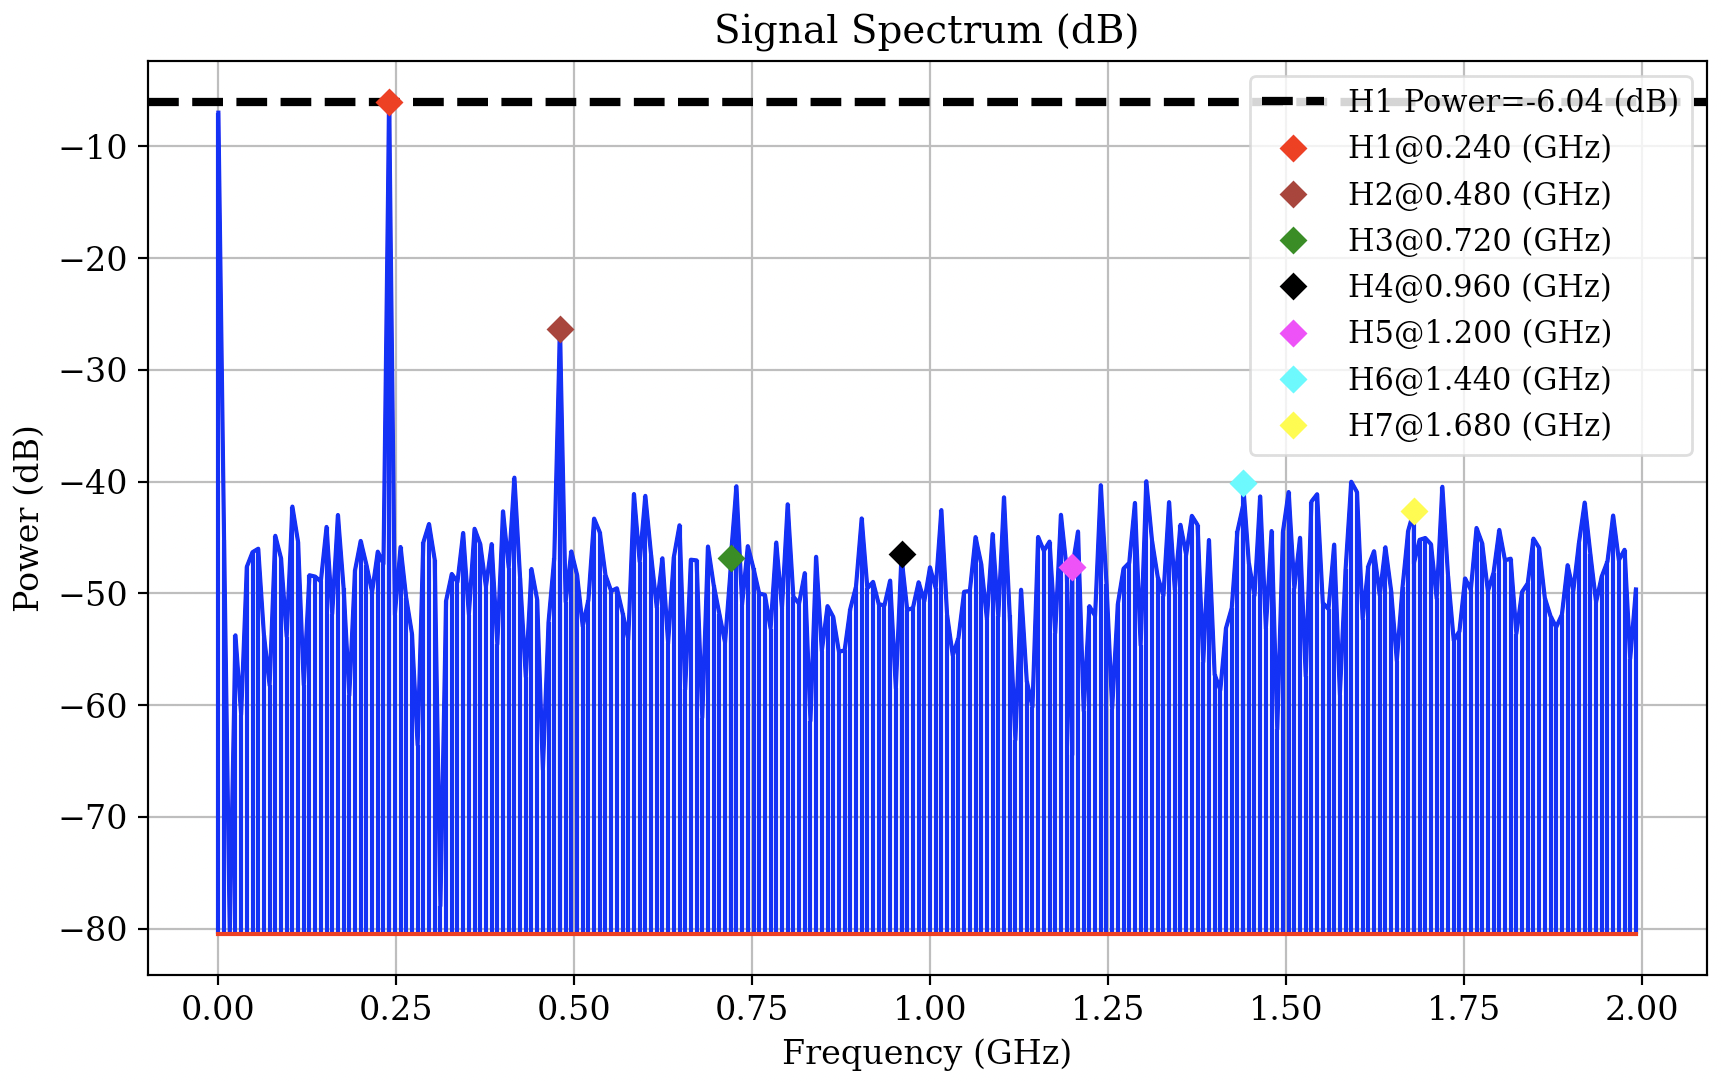 Signal Spectrum (dB)
H1 Power=-6.04 (dB)
H1@0.240 (GHz)
H2@0.480 (GHz)
H3@0.720 (GHz)
H4@0.960 (GHz)
H5@1.200 (GHz)
H6@1.440 (GHz)
H7@1.680 (GHz)
Power (dB)
−10
−20
−30
−40
−50
−60
−70
−80
0.00 0.25 0.50 0.75 1.00 1.25 1.50 1.75 2.00
Frequency (GHz)